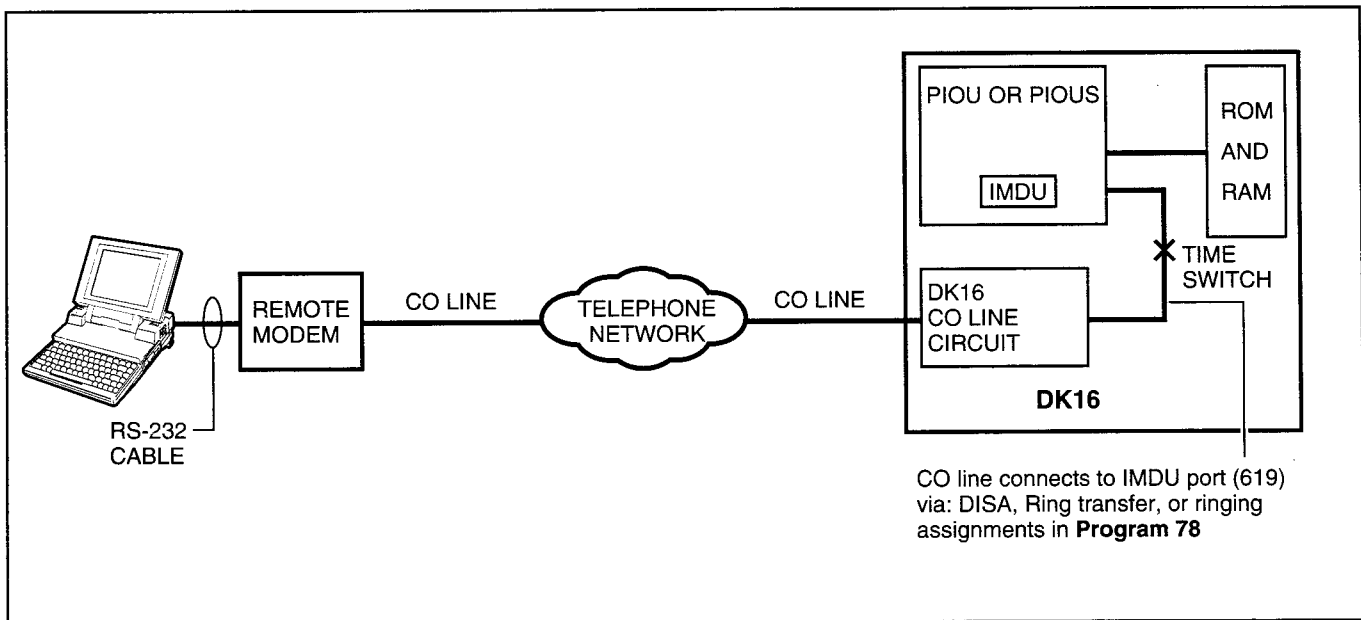 RS-232
CABLE
REMOTE
MODEM
CO LINE
TELEPHONE
NETWORK
CO LINE
PIOU OR PIOUS
IMDU
ROM
AND
RAM
TIME
SWITCH
DK16
CO LINE
CIRCUIT
DK16
CO line connects to IMDU port (619)
via: DISA, Ring transfer, or ringing
assignments in Program 78